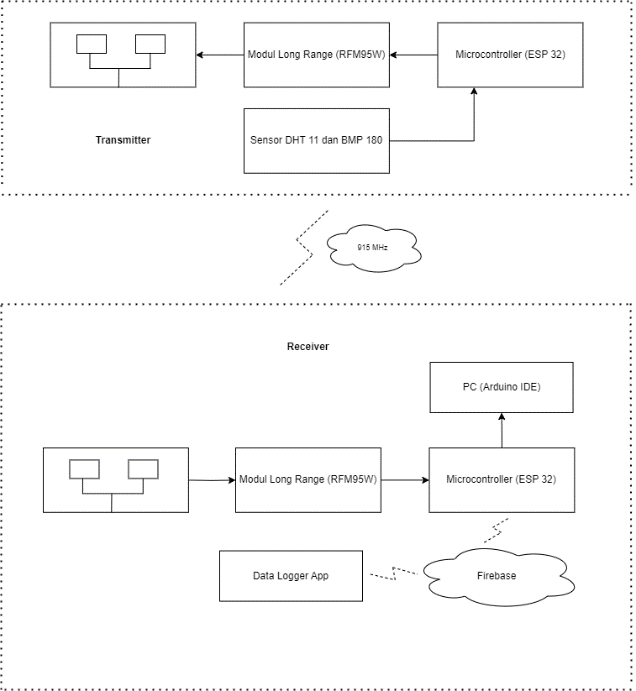 Modul Long Range (RFM95W)
Microcontroller (ESP 32)
Transmitter
Sensor DHT 11 dan BMP 180
915 MHz
Receiver
PC (Arduino IDE)
Modul Long Range (RFM95W)
Microcontroller (ESP 32)
Data Logger App
Firebase